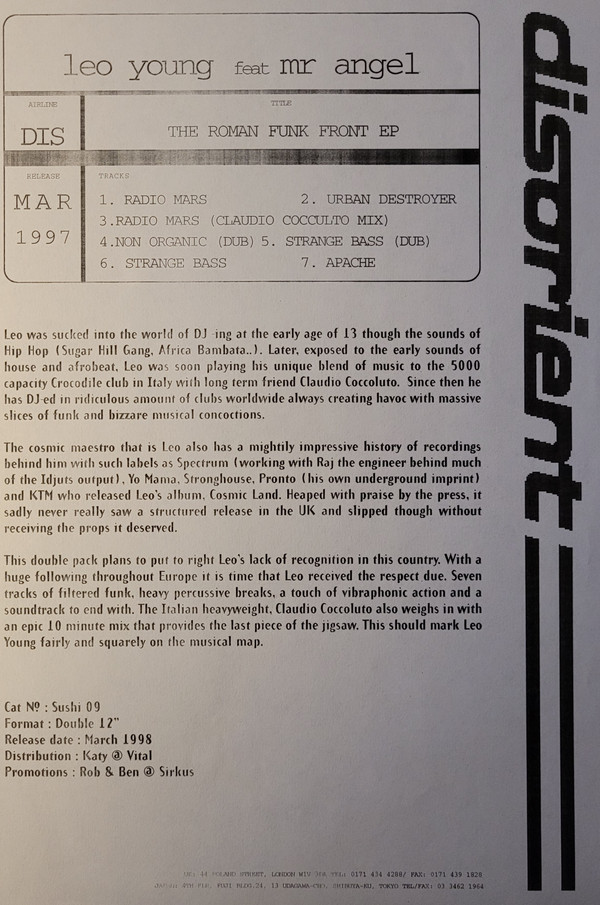 leo young feat mr angel
AIRLINE
TITLE
DIS
THE ROMAN FUNK FRONT EP
RELEASE
TRACKS
MAR
1997
1. RADIO MARS 2. URBAN DESTROYER
3.RADIO MARS (CLAUDIO COCCULTO MIX)
4.NON ORGANIC (DUB) 5. STRANGE BASS (DUB)
6. STRANGE BASS 7. APACHE
disorient
Leo was sucked into the world of DJ ing at the early age of 13 though the sounds of
Hip Hop (Sugar Hill Gang, Africa Bambata..). Later, exposed to the early sounds of
house and afrobeat, Leo was soon playing his unique blend of music to the 5000
capacity Crocodile club in Italy with long term friend Claudio Coccoluto. Since then he
has DJ ed in ridiculous amount of clubs worldwide always creating havoc with massive
slices of funk and bizzare musical concoctions.
The cosmic maestro that is Leo also has a mightily impressive history of recordings
behind him with such labels as Spectrum (working with Raj the engineer behind much
of the Idjuts output), Yo Mama, Stronghouse, Pronto (his own underground imprint)
and KTM who released Leo's album, Cosmic Land. Heaped with praise by the press, it
sadly never really saw a structured release in the UK and slipped though without
receiving the props it deserved.
This double pack plans to put to right Leo's lack of recognition in this country. With a
huge following throughout Europe it is time that Leo received the respect due. Seven
tracks of filtered funk, heavy percussive breaks, a touch of vibraphonic action and a
soundtrack to end with. The Italian heavyweight, Claudio Coccoluto also weighs in with
an epic 10 minute mix that provides the last piece of the jigsaw. This should mark Leo
Young fairly and squarely on the musical map.
Cat Nº : Sushi 09
Format : Double 12"
Release date : March 1998
Distribution : Katy @ Vital
Promotions : Rob & Ben @ Sirkus
44 POLAND STREET, LONDON W1V TEL: 0171 434 4288/ FAX: 0171 439 1828
FUJI BLDG.24, 13 UDAGAWA-CHO, SHIBUYA-KU, TOKYO TEL/FAX: 03 3462 1964